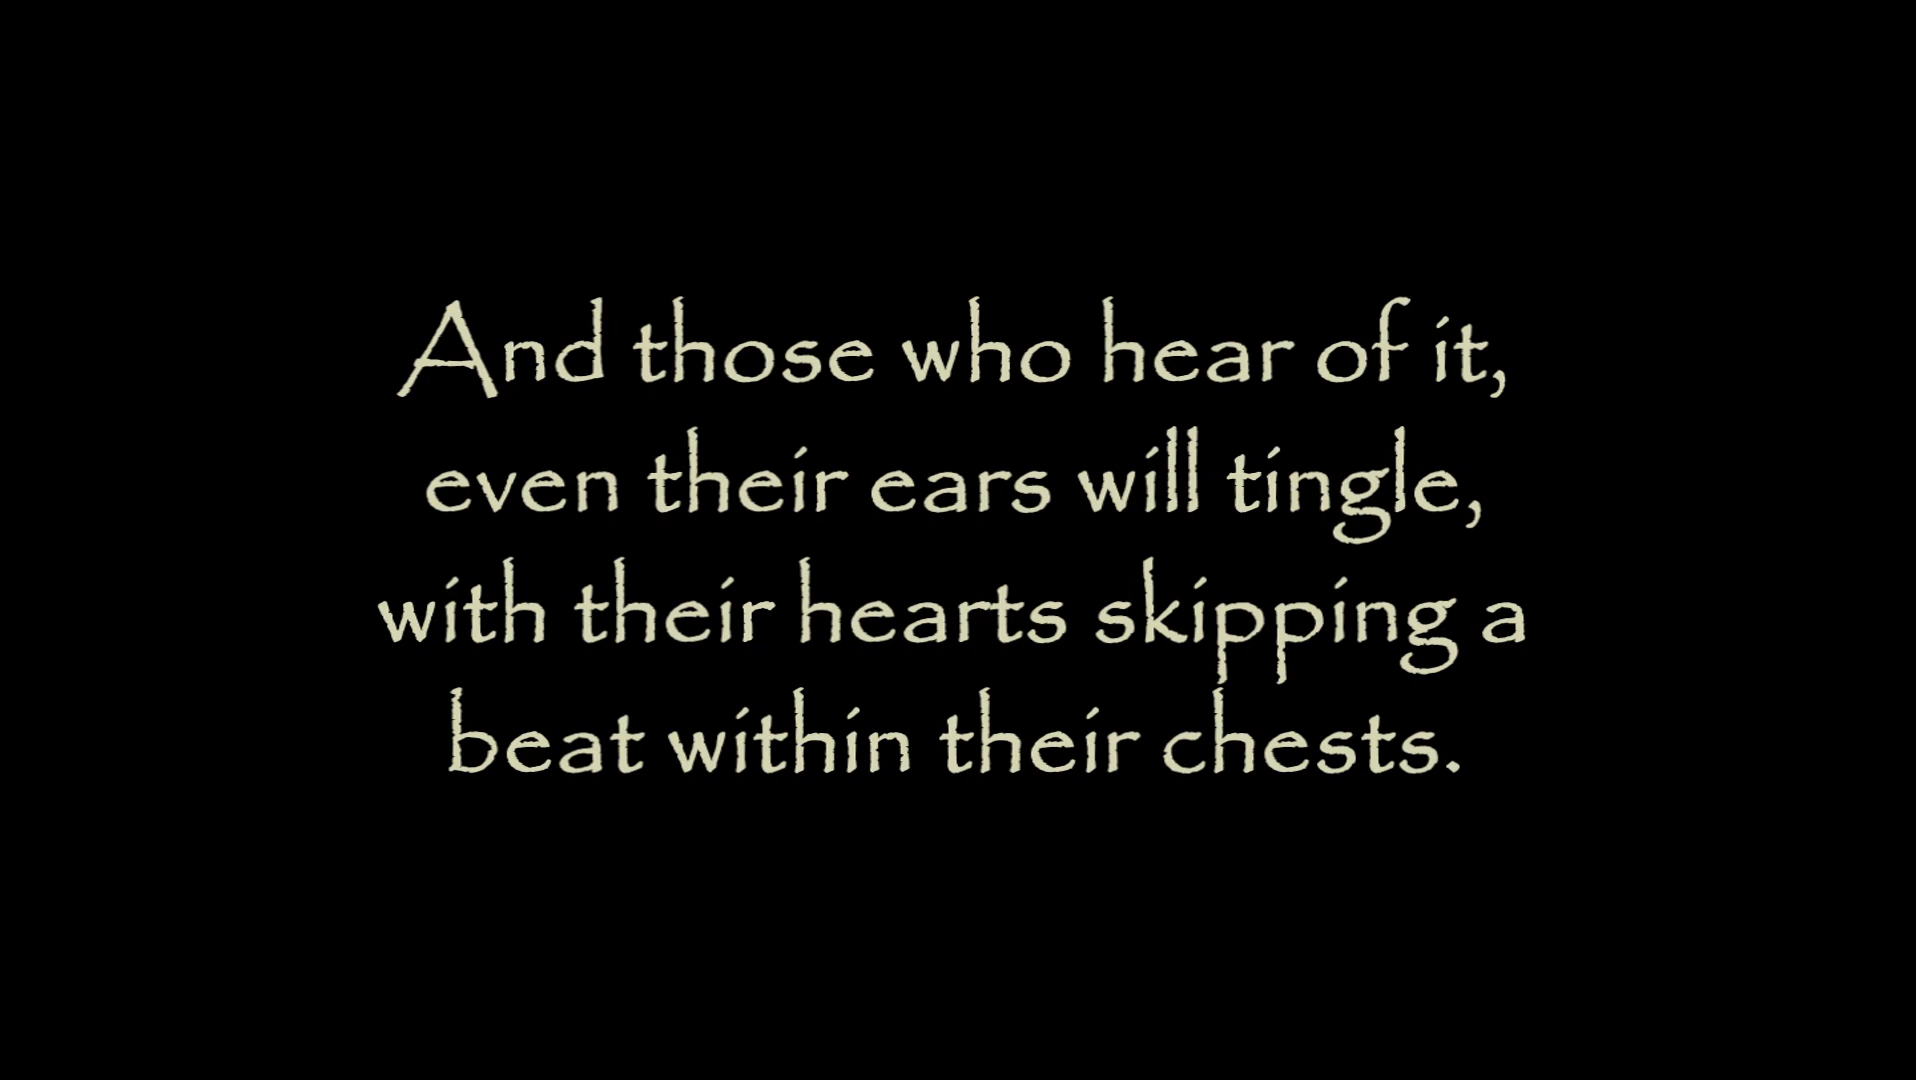 And those who hear of it,
even their ears will tingle,
with their hearts skipping a
beat within their chests.